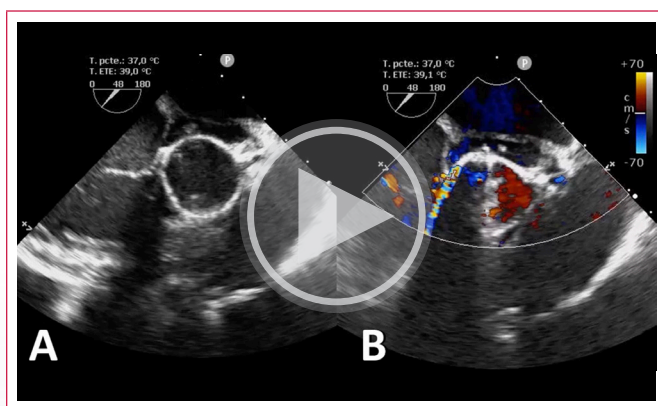 T. pcte.: 37,0 °C
T. ETE: 39,0 °C
0 48 180
P
A
T. pcte.: 37,0 °C
T. ETE: 39,1 °C
0 48 180
P
+70
cm/s
-70
B